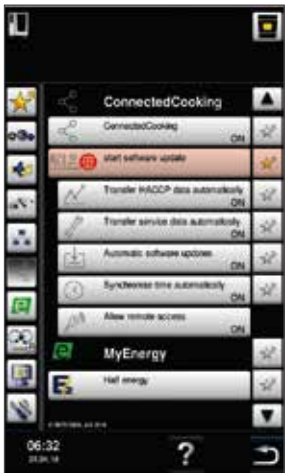 ConnectedCooking
ConnectedCooking
ON
start software update
Transfer HACCP data automatically
ON
Transfer service data automatically
ON
Automatic software updates
ON
Synchronise time automatically
ON
Allow remote access
ON
MyEnergy
Half energy
06:32
?